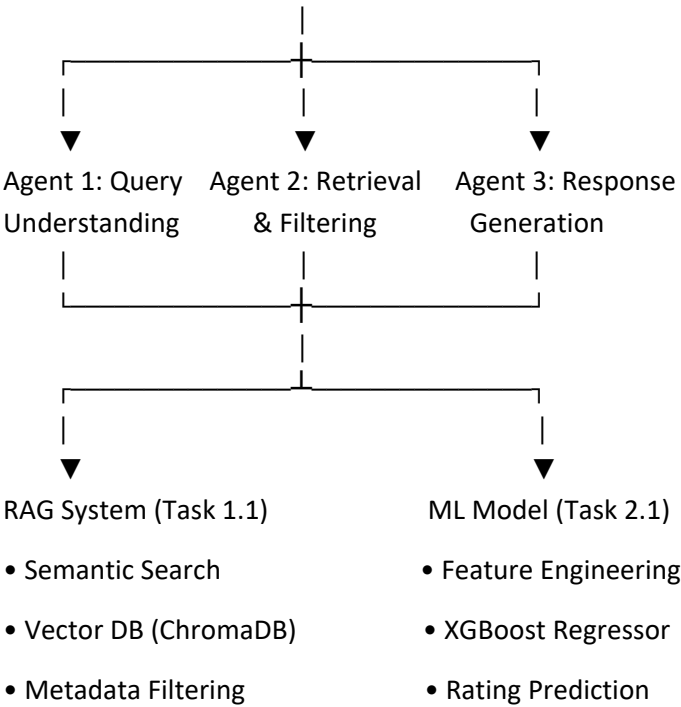 Agent 1: Query Agent 2: Retrieval Agent 3: Response
Understanding & Filtering Generation
RAG System (Task 1.1) ML Model (Task 2.1)
• Semantic Search • Feature Engineering
• Vector DB (ChromaDB) • XGBoost Regressor
• Metadata Filtering • Rating Prediction